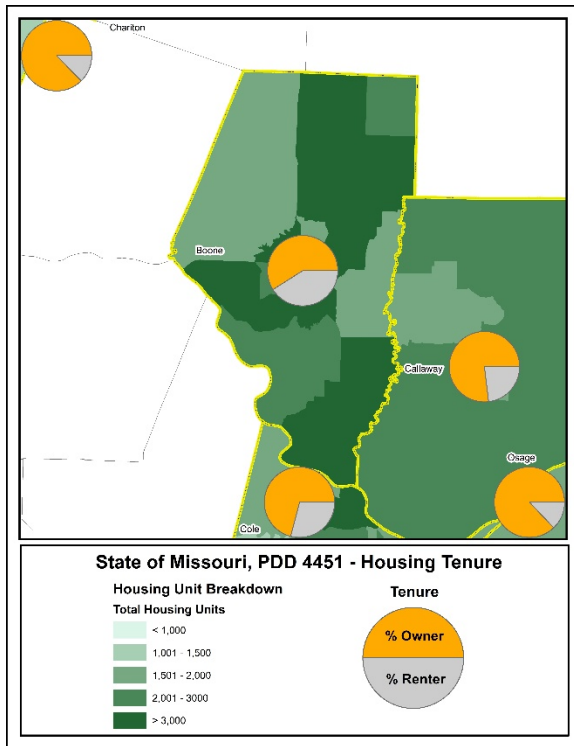 Chariton
Boone
Callaway
Osage
Cole
State of Missouri, PDD 4451 - Housing Tenure
Housing Unit Breakdown
Total Housing Units
< 1,000
1,001 - 1,500
1,501 - 2,000
2,001 - 3000
> 3,000
Tenure
% Owner
% Renter